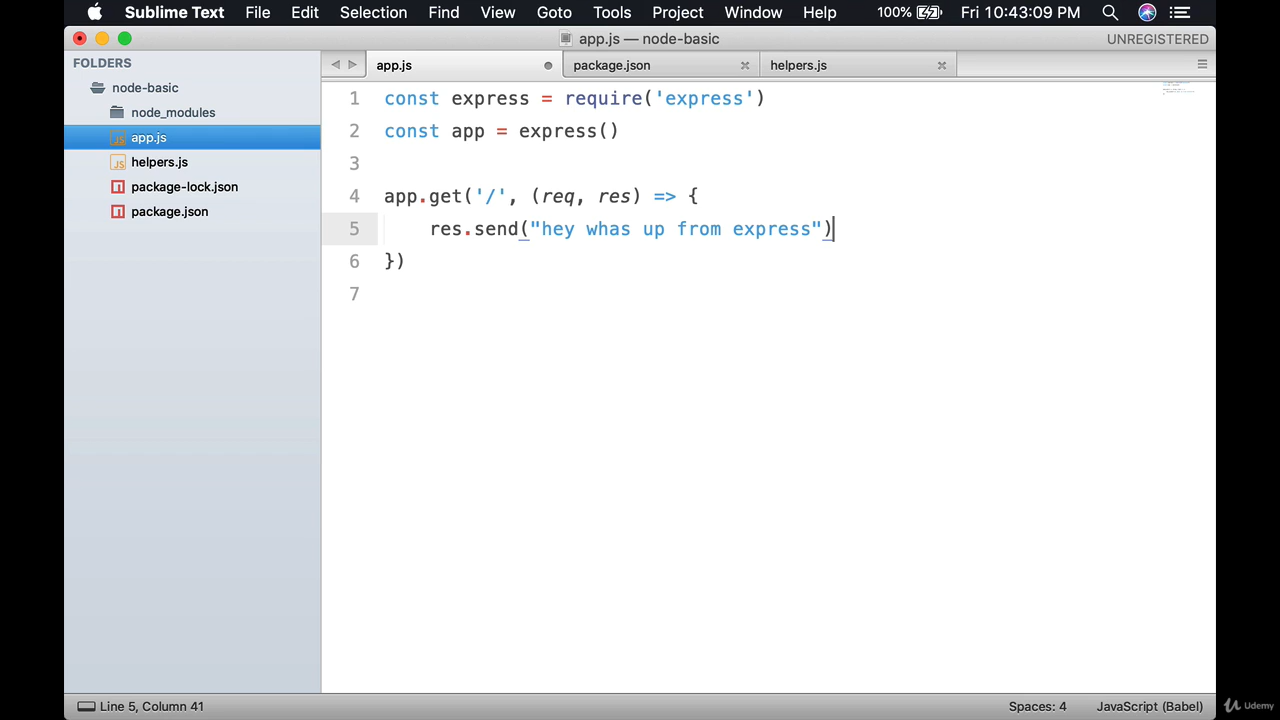 Sublime Text File Edit Selection Find View Goto Tools Project Window Help 100% Fri 10:43:09 PM
app.js — node-basic UNREGISTERED
FOLDERS
node-basic
node_modules
app.js
helpers.js
package-lock.json
package.json
app.js package.json helpers.js
1 const express = require('express')
2 const app = express()
3
4 app.get('/', (req, res) => {
5 res.send("hey whas up from express")
6 })
7
Line 5, Column 41 Spaces: 4 JavaScript (Babel)
Udemy